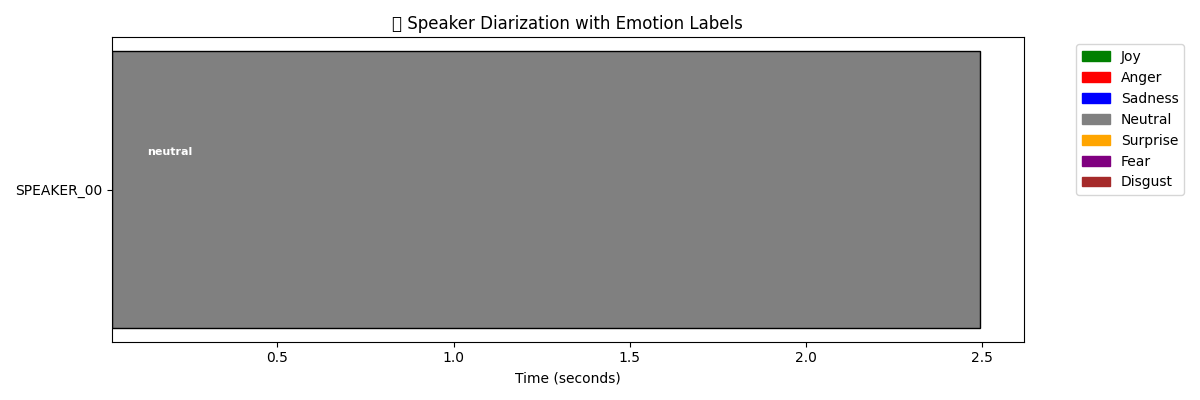 Speaker Diarization with Emotion Labels
neutral
SPEAKER_00
0.5 1.0 1.5 2.0 2.5
Time (seconds)
Joy
Anger
Sadness
Neutral
Surprise
Fear
Disgust